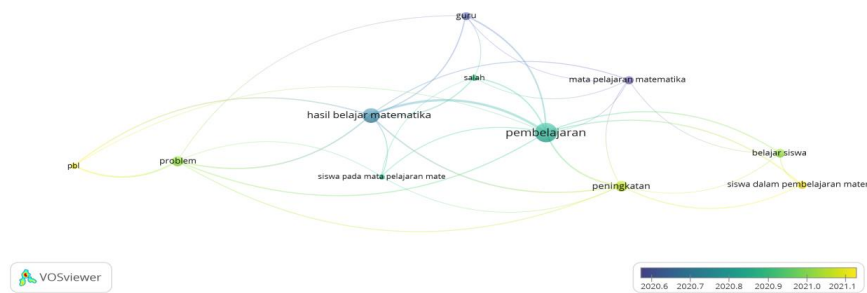 guru
salah
mata pelajaran matematika
hasil belajar matematika
pembelajaran
belajar siswa
problem
pbl
siswa pada mata pelajaran mate
peningkatan
siswa dalam pembelajaran matem
VOSviewer
2020.6 2020.7 2020.8 2020.9 2021.0 2021.1